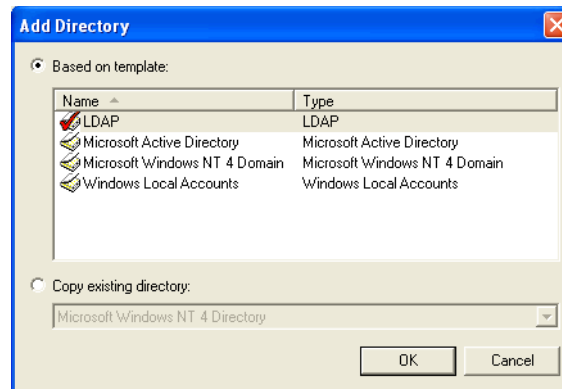 Add Directory
Based on template:
Name Type
LDAP LDAP
Microsoft Active Directory Microsoft Active Directory
Microsoft Windows NT 4 Domain Microsoft Windows NT 4 Domain
Windows Local Accounts Windows Local Accounts
Copy existing directory:
Microsoft Windows NT 4 Directory
OK Cancel